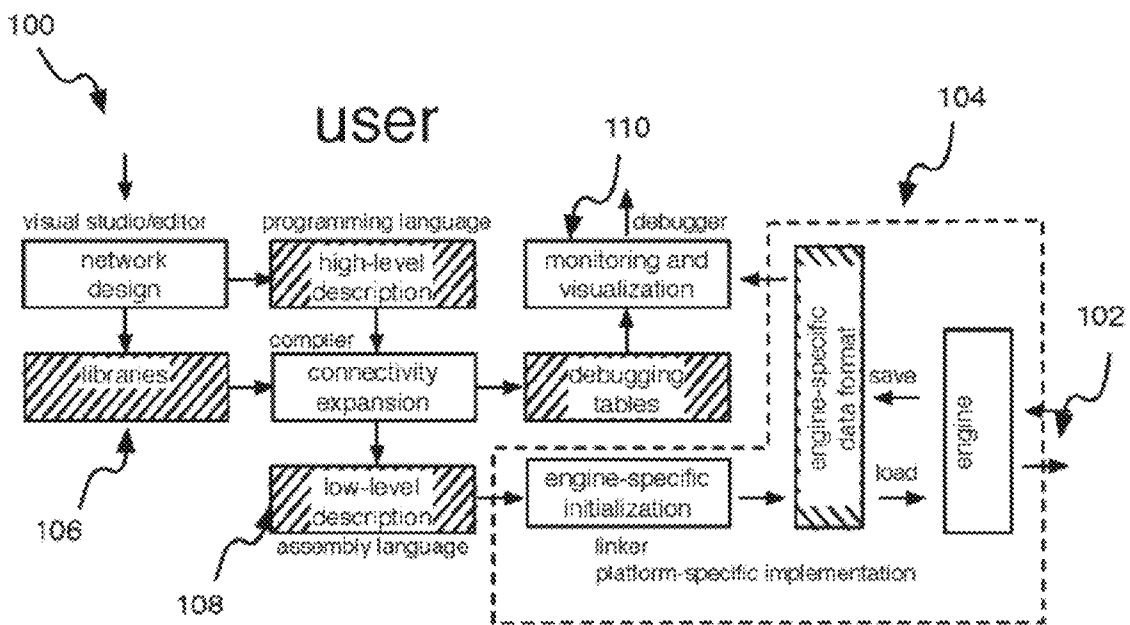 100
user
110
104
visual studio/editor
programming language
debugger
network
design
high-level
description
monitoring and
visualization
102
compiler
libraries
connectivity
expansion
debugging
tables
engine-specific
data format
save
load
engine
low-level
description
assembly language
engine-specific
initialization
linker
platform-specific implementation
106
108